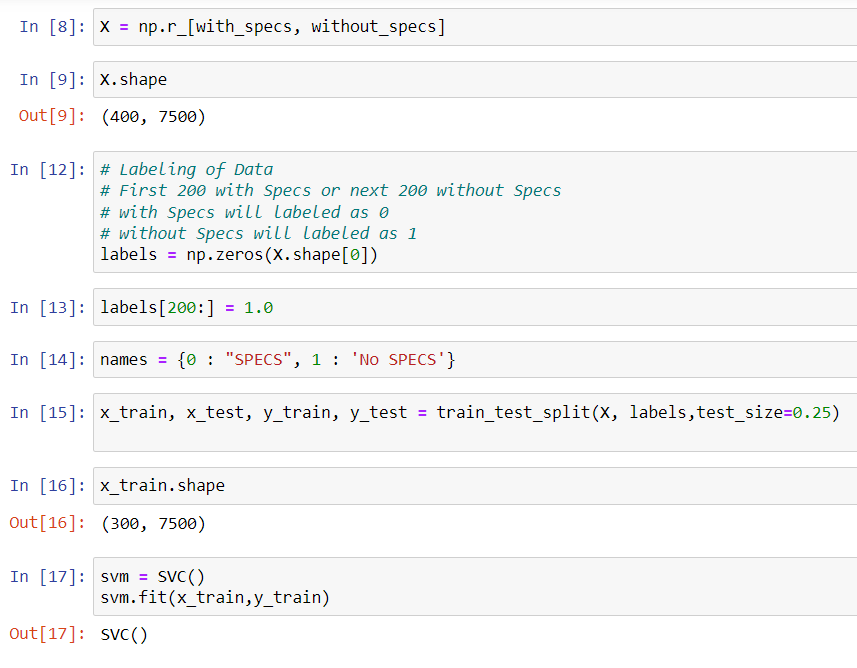 In [8]: X = np.r_[with_specs, without_specs]
In [9]: X.shape
Out[9]: (400, 7500)
In [12]: # Labeling of Data
# First 200 with Specs or next 200 without Specs
# with Specs will labeled as 0
# without Specs will labeled as 1
labels = np.zeros(X.shape[0])
In [13]: labels[200:] = 1.0
In [14]: names = {0 : "SPECS", 1 : 'No SPECS'}
In [15]: x_train, x_test, y_train, y_test = train_test_split(X, labels,test_size=0.25)
In [16]: x_train.shape
Out[16]: (300, 7500)
In [17]: svm = SVC()
svm.fit(x_train,y_train)
Out[17]: SVC()